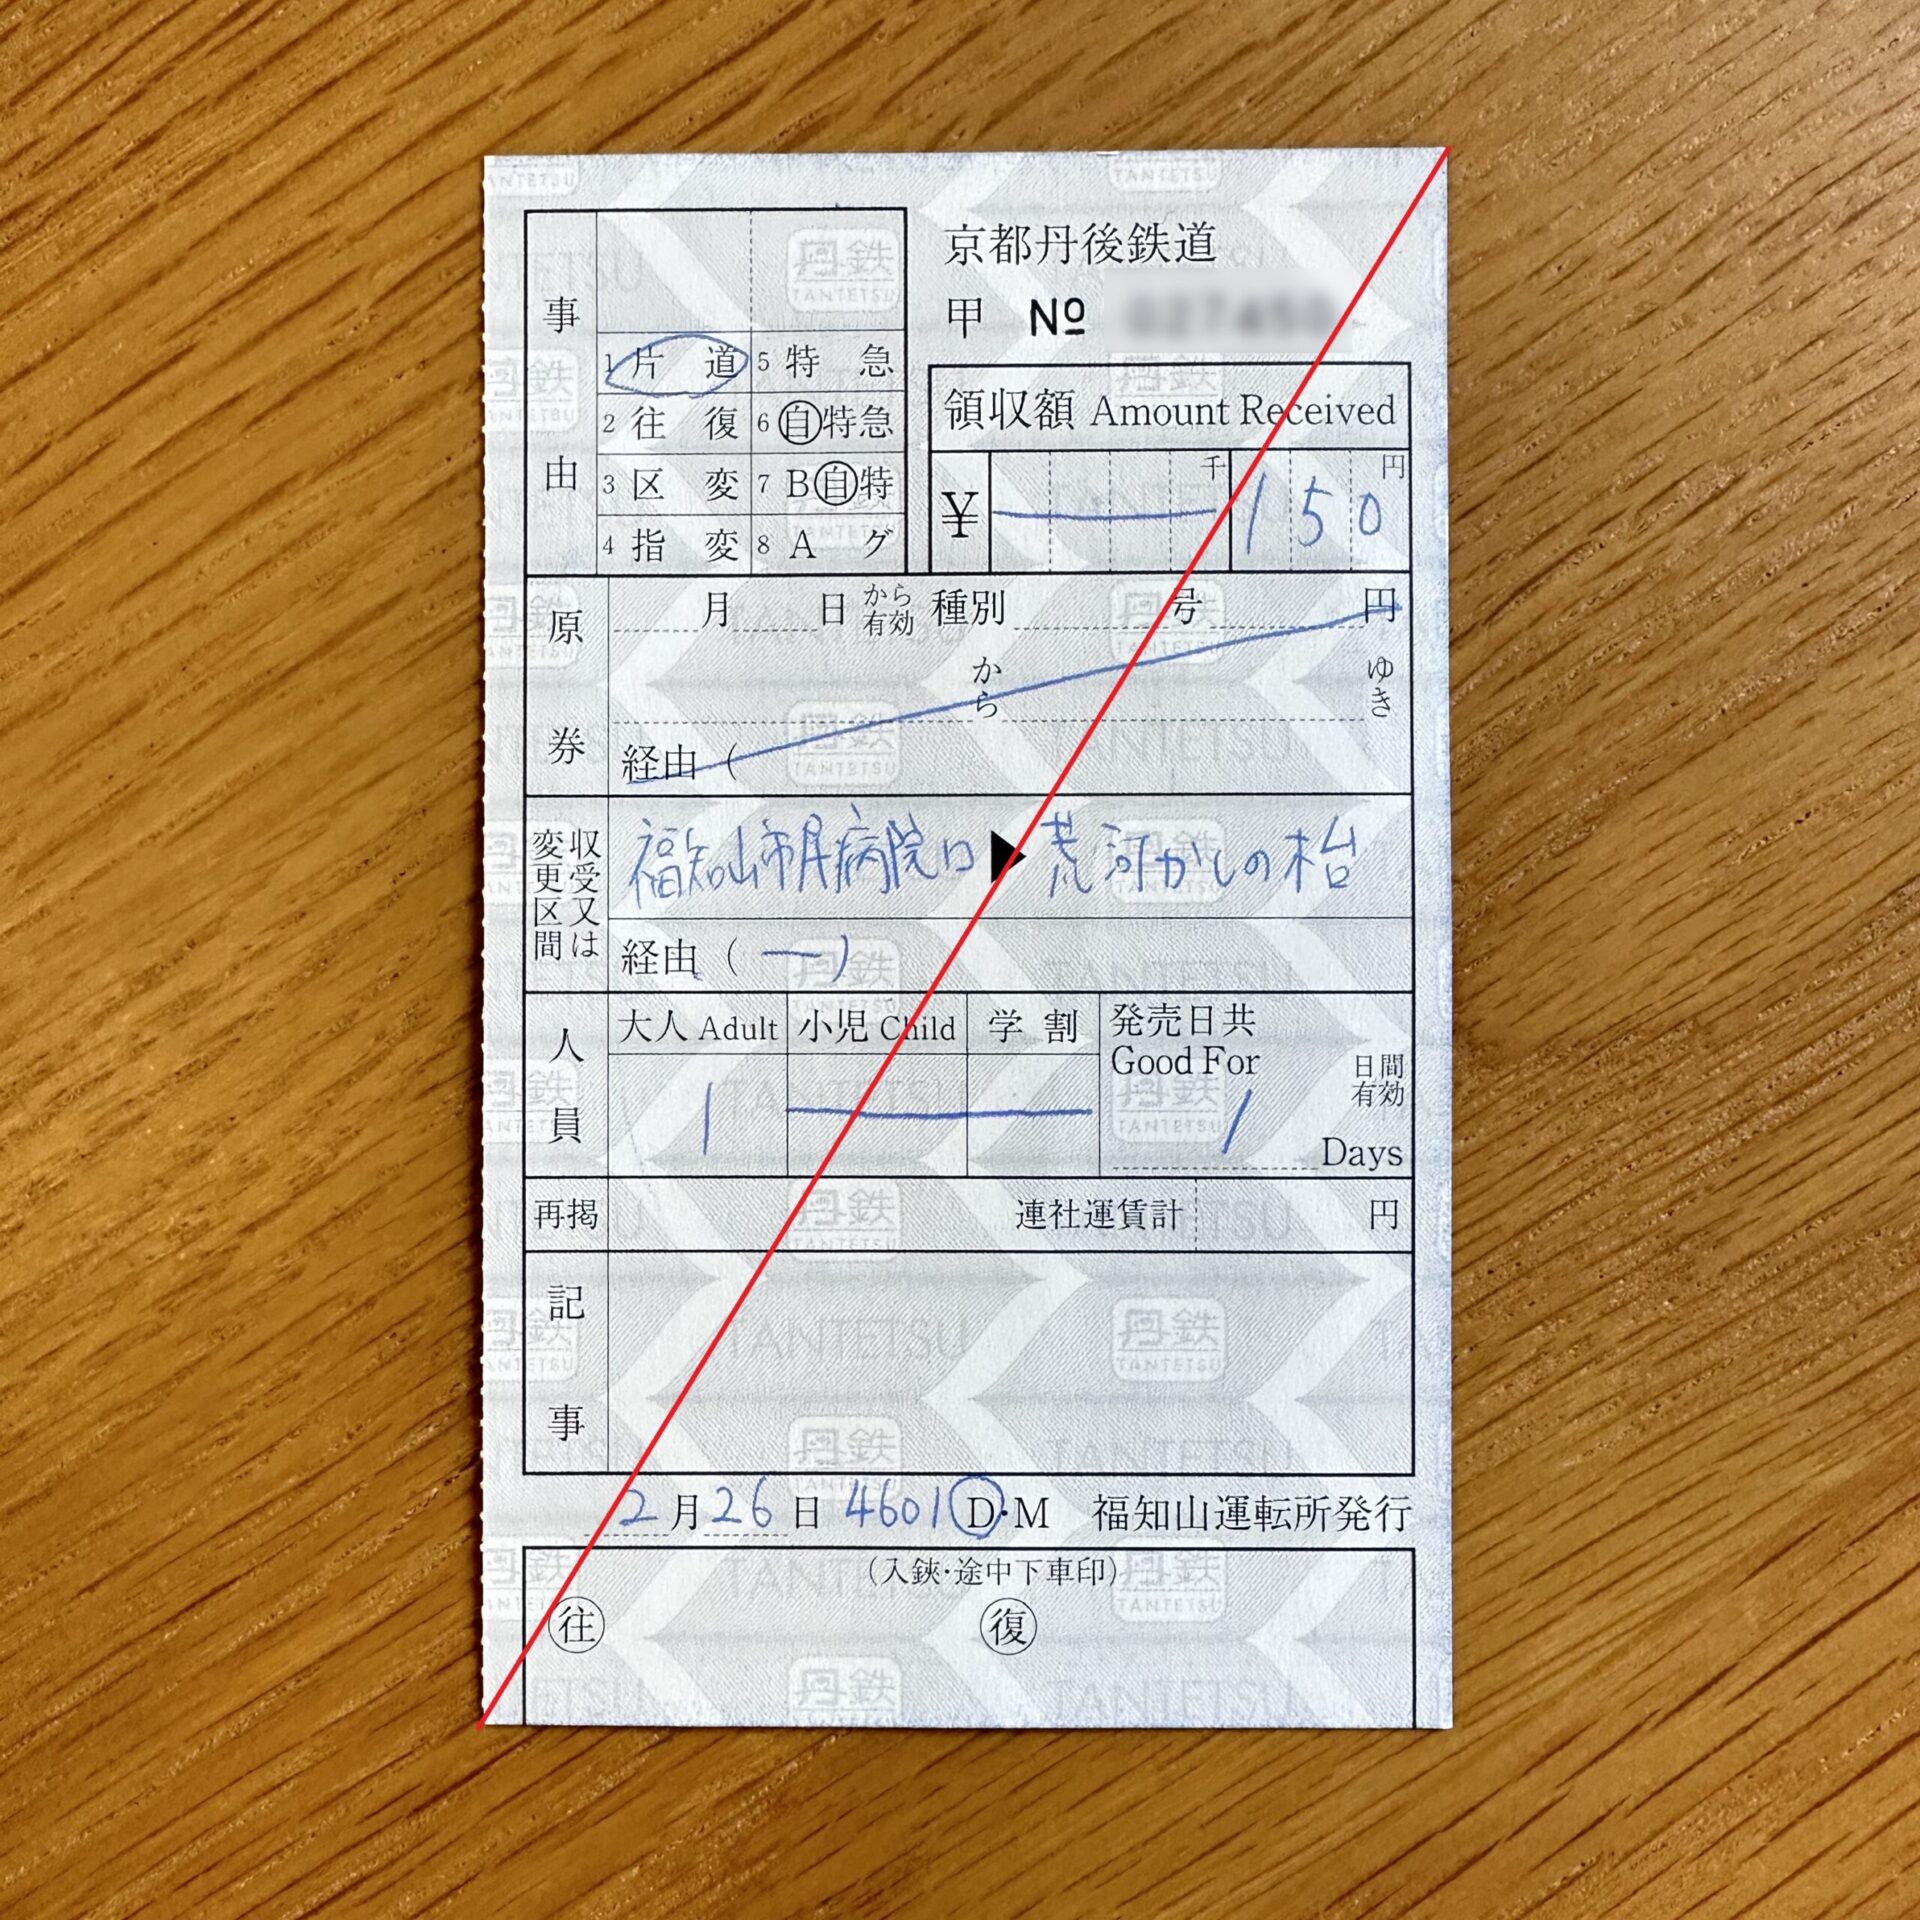 京都丹後鉄道
甲 №
事由
1 片道 5 特急
2 往復 6 ㊀特急
3 区変 7 B㊀特
4 指変 8 Aグ
領収額 Amount Received
¥ 千 150 円
原券
月 日 から有効 種別 号 円
から ゆき
経由 (
収受又は変更区間
福知山市民病院口 ▶ 荒河かしの木台
経由 ( ー )
人員
大人 Adult 小児 Child 学割 発売日共
Good For
日間有効
1 1
Days
再掲 連社運賃計 円
記事
2月26日 4601 Ⓓ・M 福知山運転所発行
(入鋏・途中下車印)
往 復
丹鉄
TANTETSU